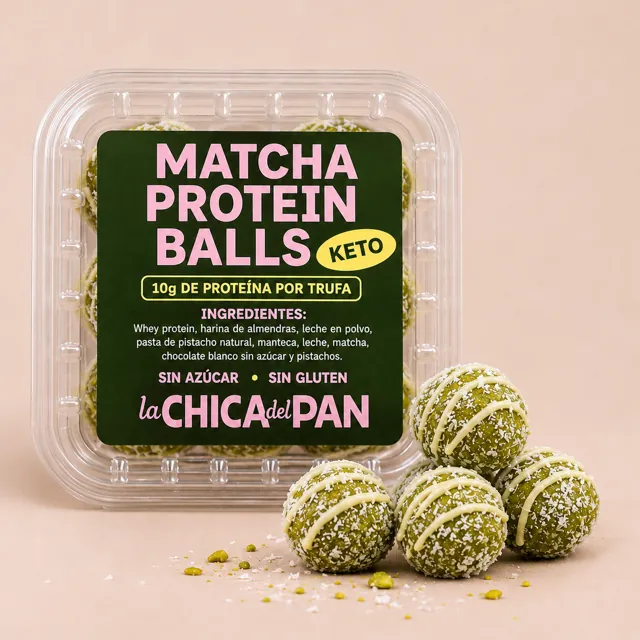 MATCHA
PROTEIN
BALLS
KETO
10g DE PROTEÍNA POR TRUFA
INGREDIENTES:
Whey protein, harina de almendras, leche en polvo,
pasta de pistacho natural, manteca, leche, matcha,
chocolate blanco sin azúcar y pistachos.
SIN AZÚCAR • SIN GLUTEN
la CHICA del PAN